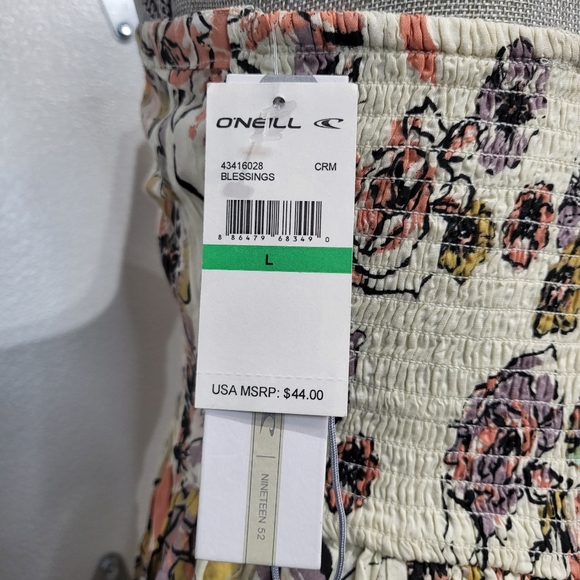 O'NEILL
43416028 CRM
BLESSINGS
8 86479 68349 0
L
USA MSRP: $44.00
NINETEEN 52